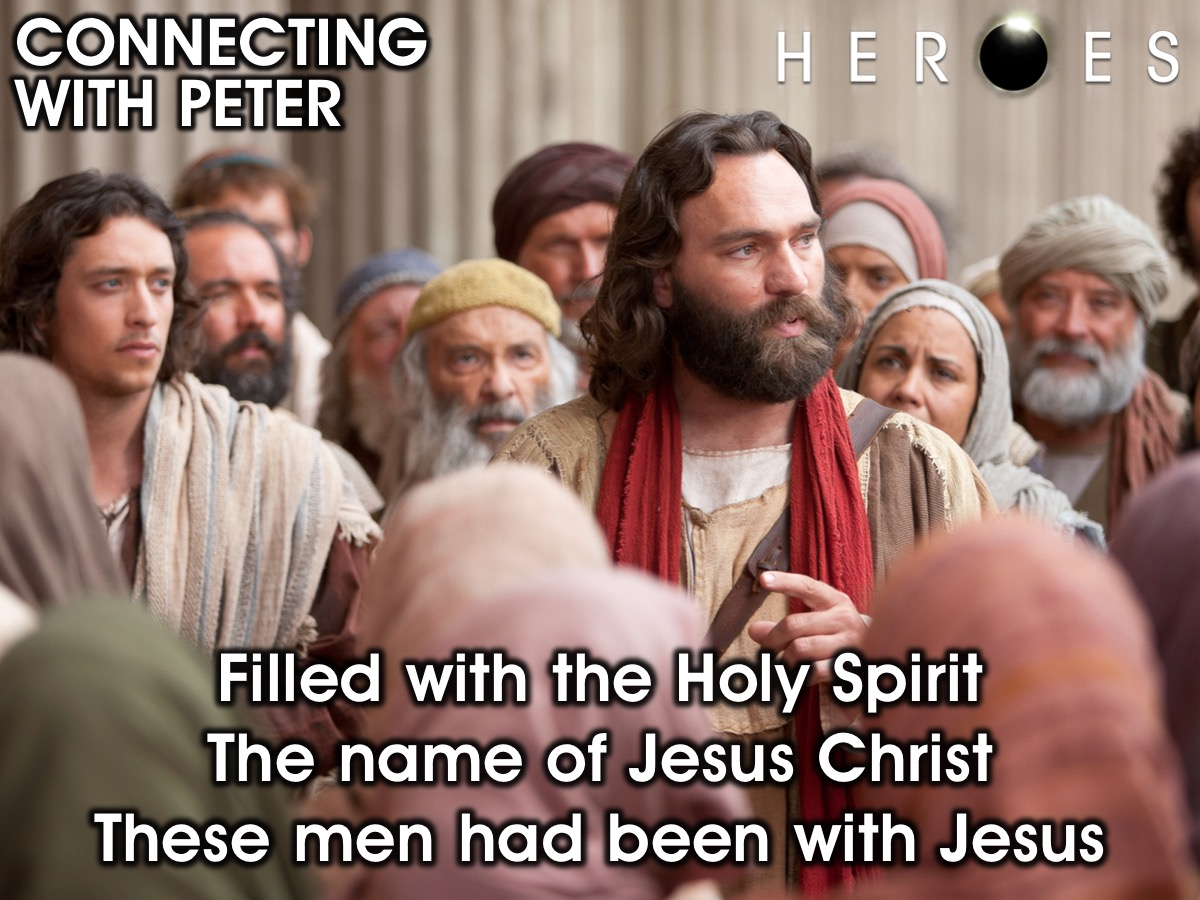 CONNECTING
WITH PETER
HEROES
Filled with the Holy Spirit
The name of Jesus Christ
These men had been with Jesus